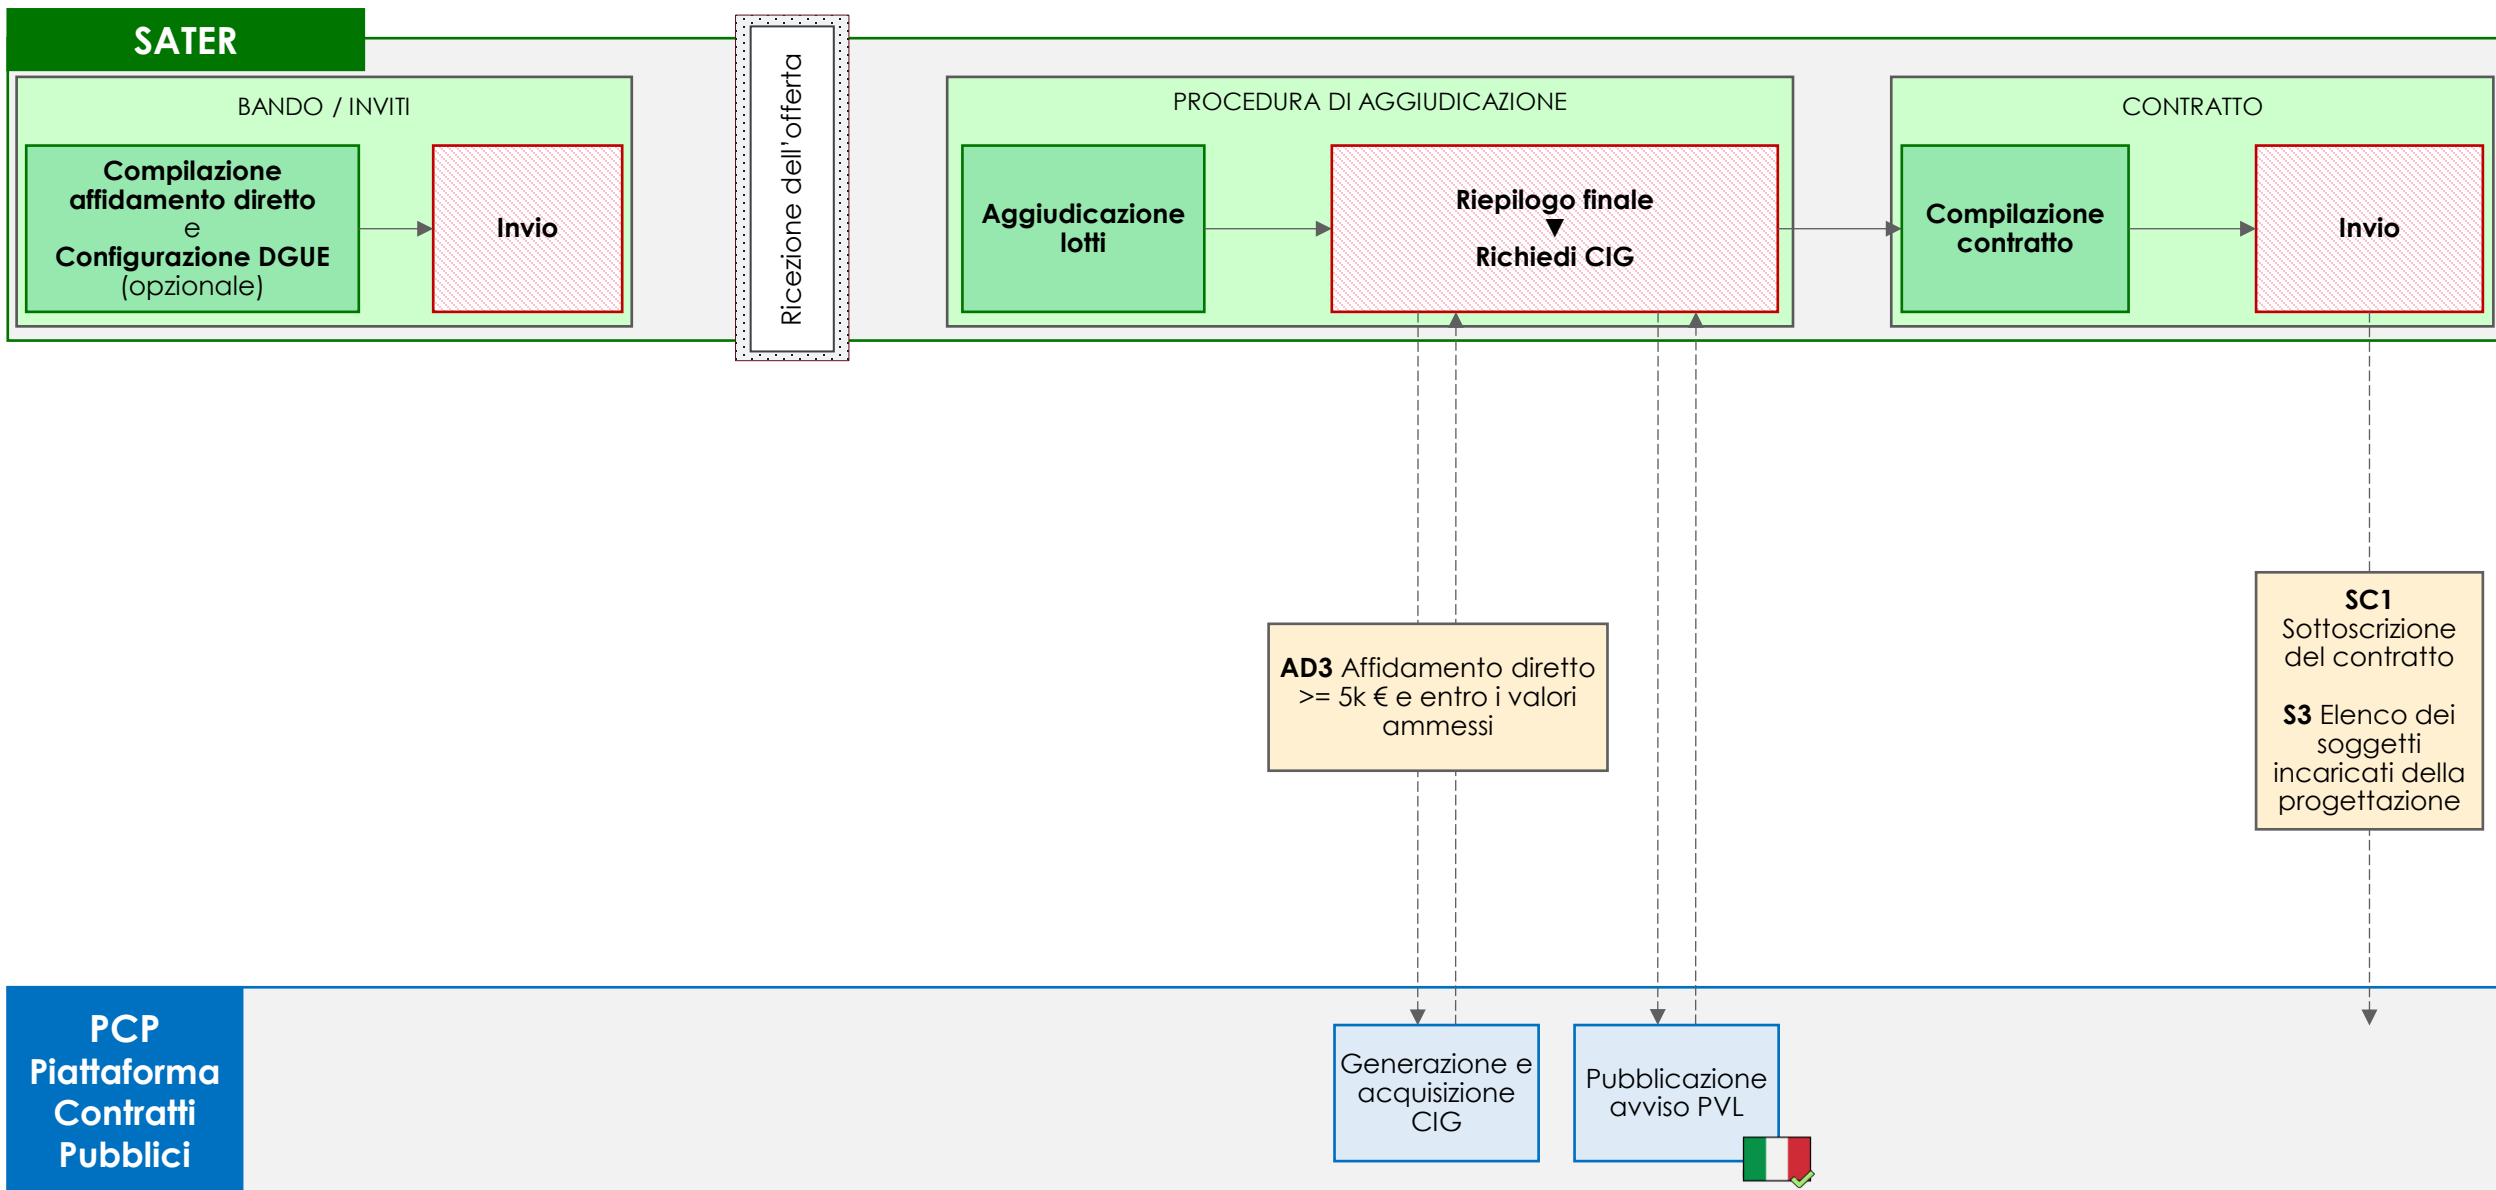 SATER
BANDO / INVITI
Compilazione
affidamento diretto
e
Configurazione DGUE
(opzionale)
Invio
Ricezione dell'offerta
PROCEDURA DI AGGIUDICAZIONE
Aggiudicazione
lotti
Riepilogo finale
▼
Richiedi CIG
CONTRATTO
Compilazione
contratto
Invio
AD3 Affidamento diretto
>= 5k € e entro i valori
ammessi
SC1
Sottoscrizione
del contratto
S3 Elenco dei
soggetti
incaricati della
progettazione
PCP
Piattaforma
Contratti
Pubblici
Generazione e
acquisizione
CIG
Pubblicazione
avviso PVL